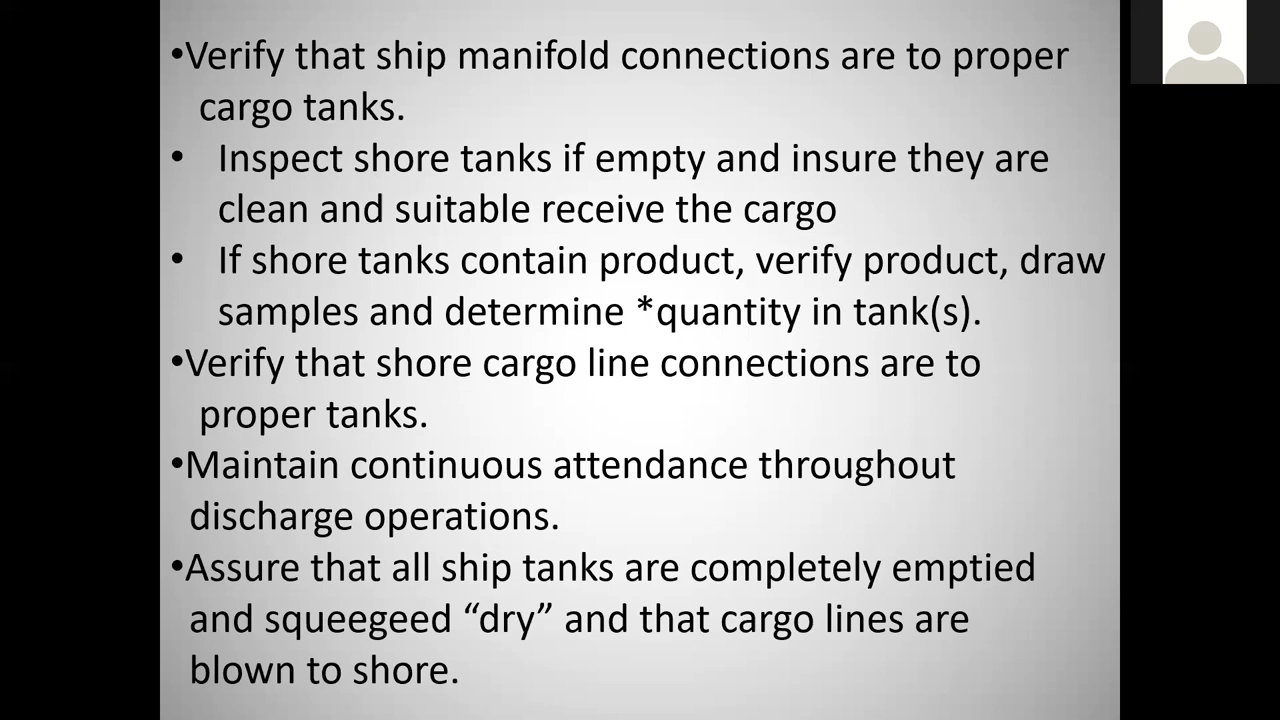 •Verify that ship manifold connections are to proper
cargo tanks.
• Inspect shore tanks if empty and insure they are
clean and suitable receive the cargo
• If shore tanks contain product, verify product, draw
samples and determine *quantity in tank(s).
•Verify that shore cargo line connections are to
proper tanks.
•Maintain continuous attendance throughout
discharge operations.
•Assure that all ship tanks are completely emptied
and squeegeed “dry” and that cargo lines are
blown to shore.